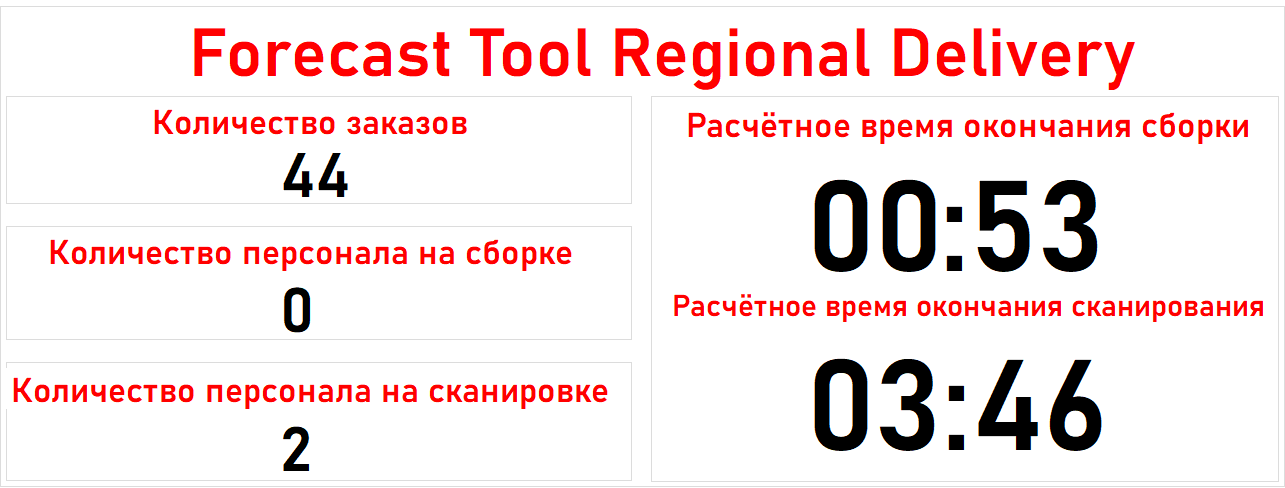 Forecast Tool Regional Delivery
Количество заказов
44
Количество персонала на сборке
0
Количество персонала на сканировке
2
Расчётное время окончания сборки
00:53
Расчётное время окончания сканирования
03:46